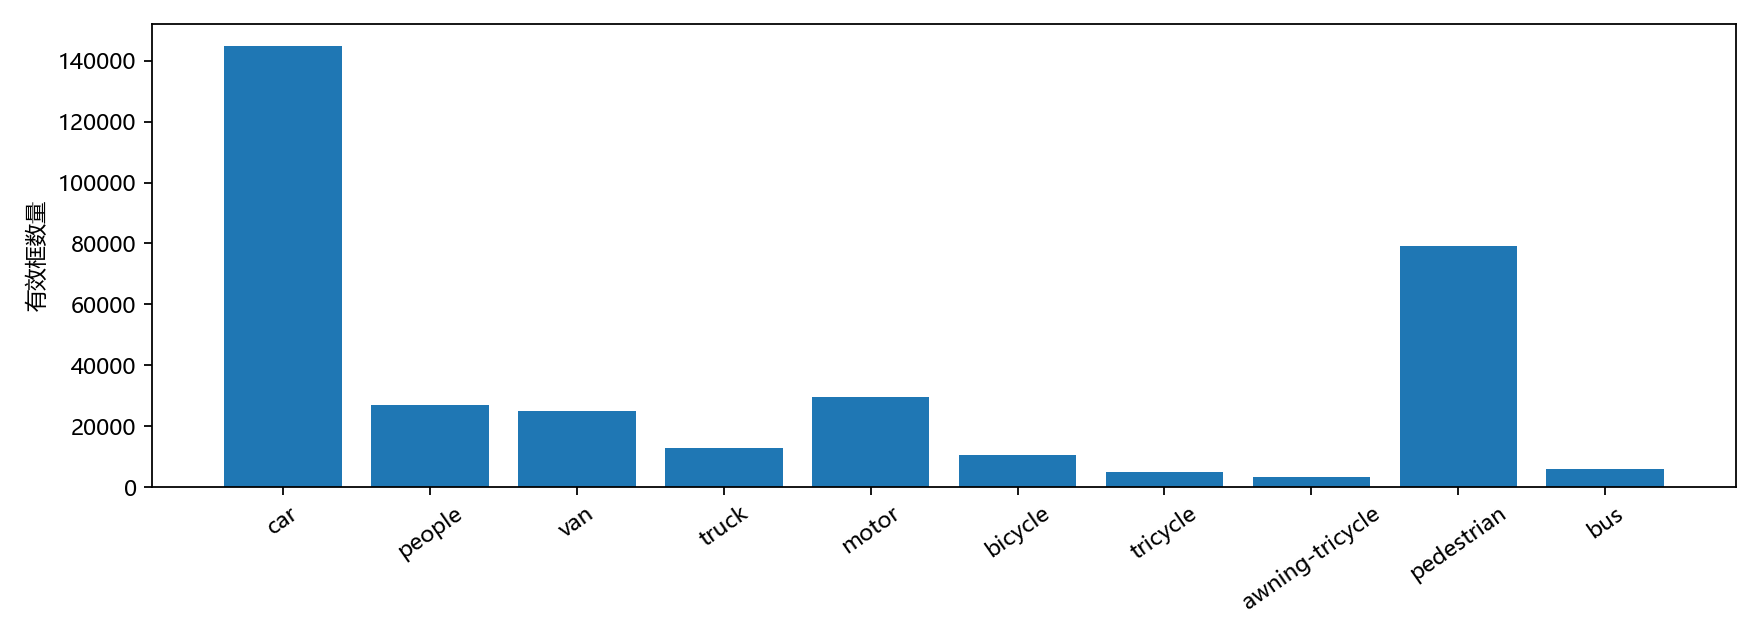 有效框数量
140000
120000
100000
80000
60000
40000
20000
0
car
people
van
truck
motor
bicycle
tricycle
awning-tricycle
pedestrian
bus